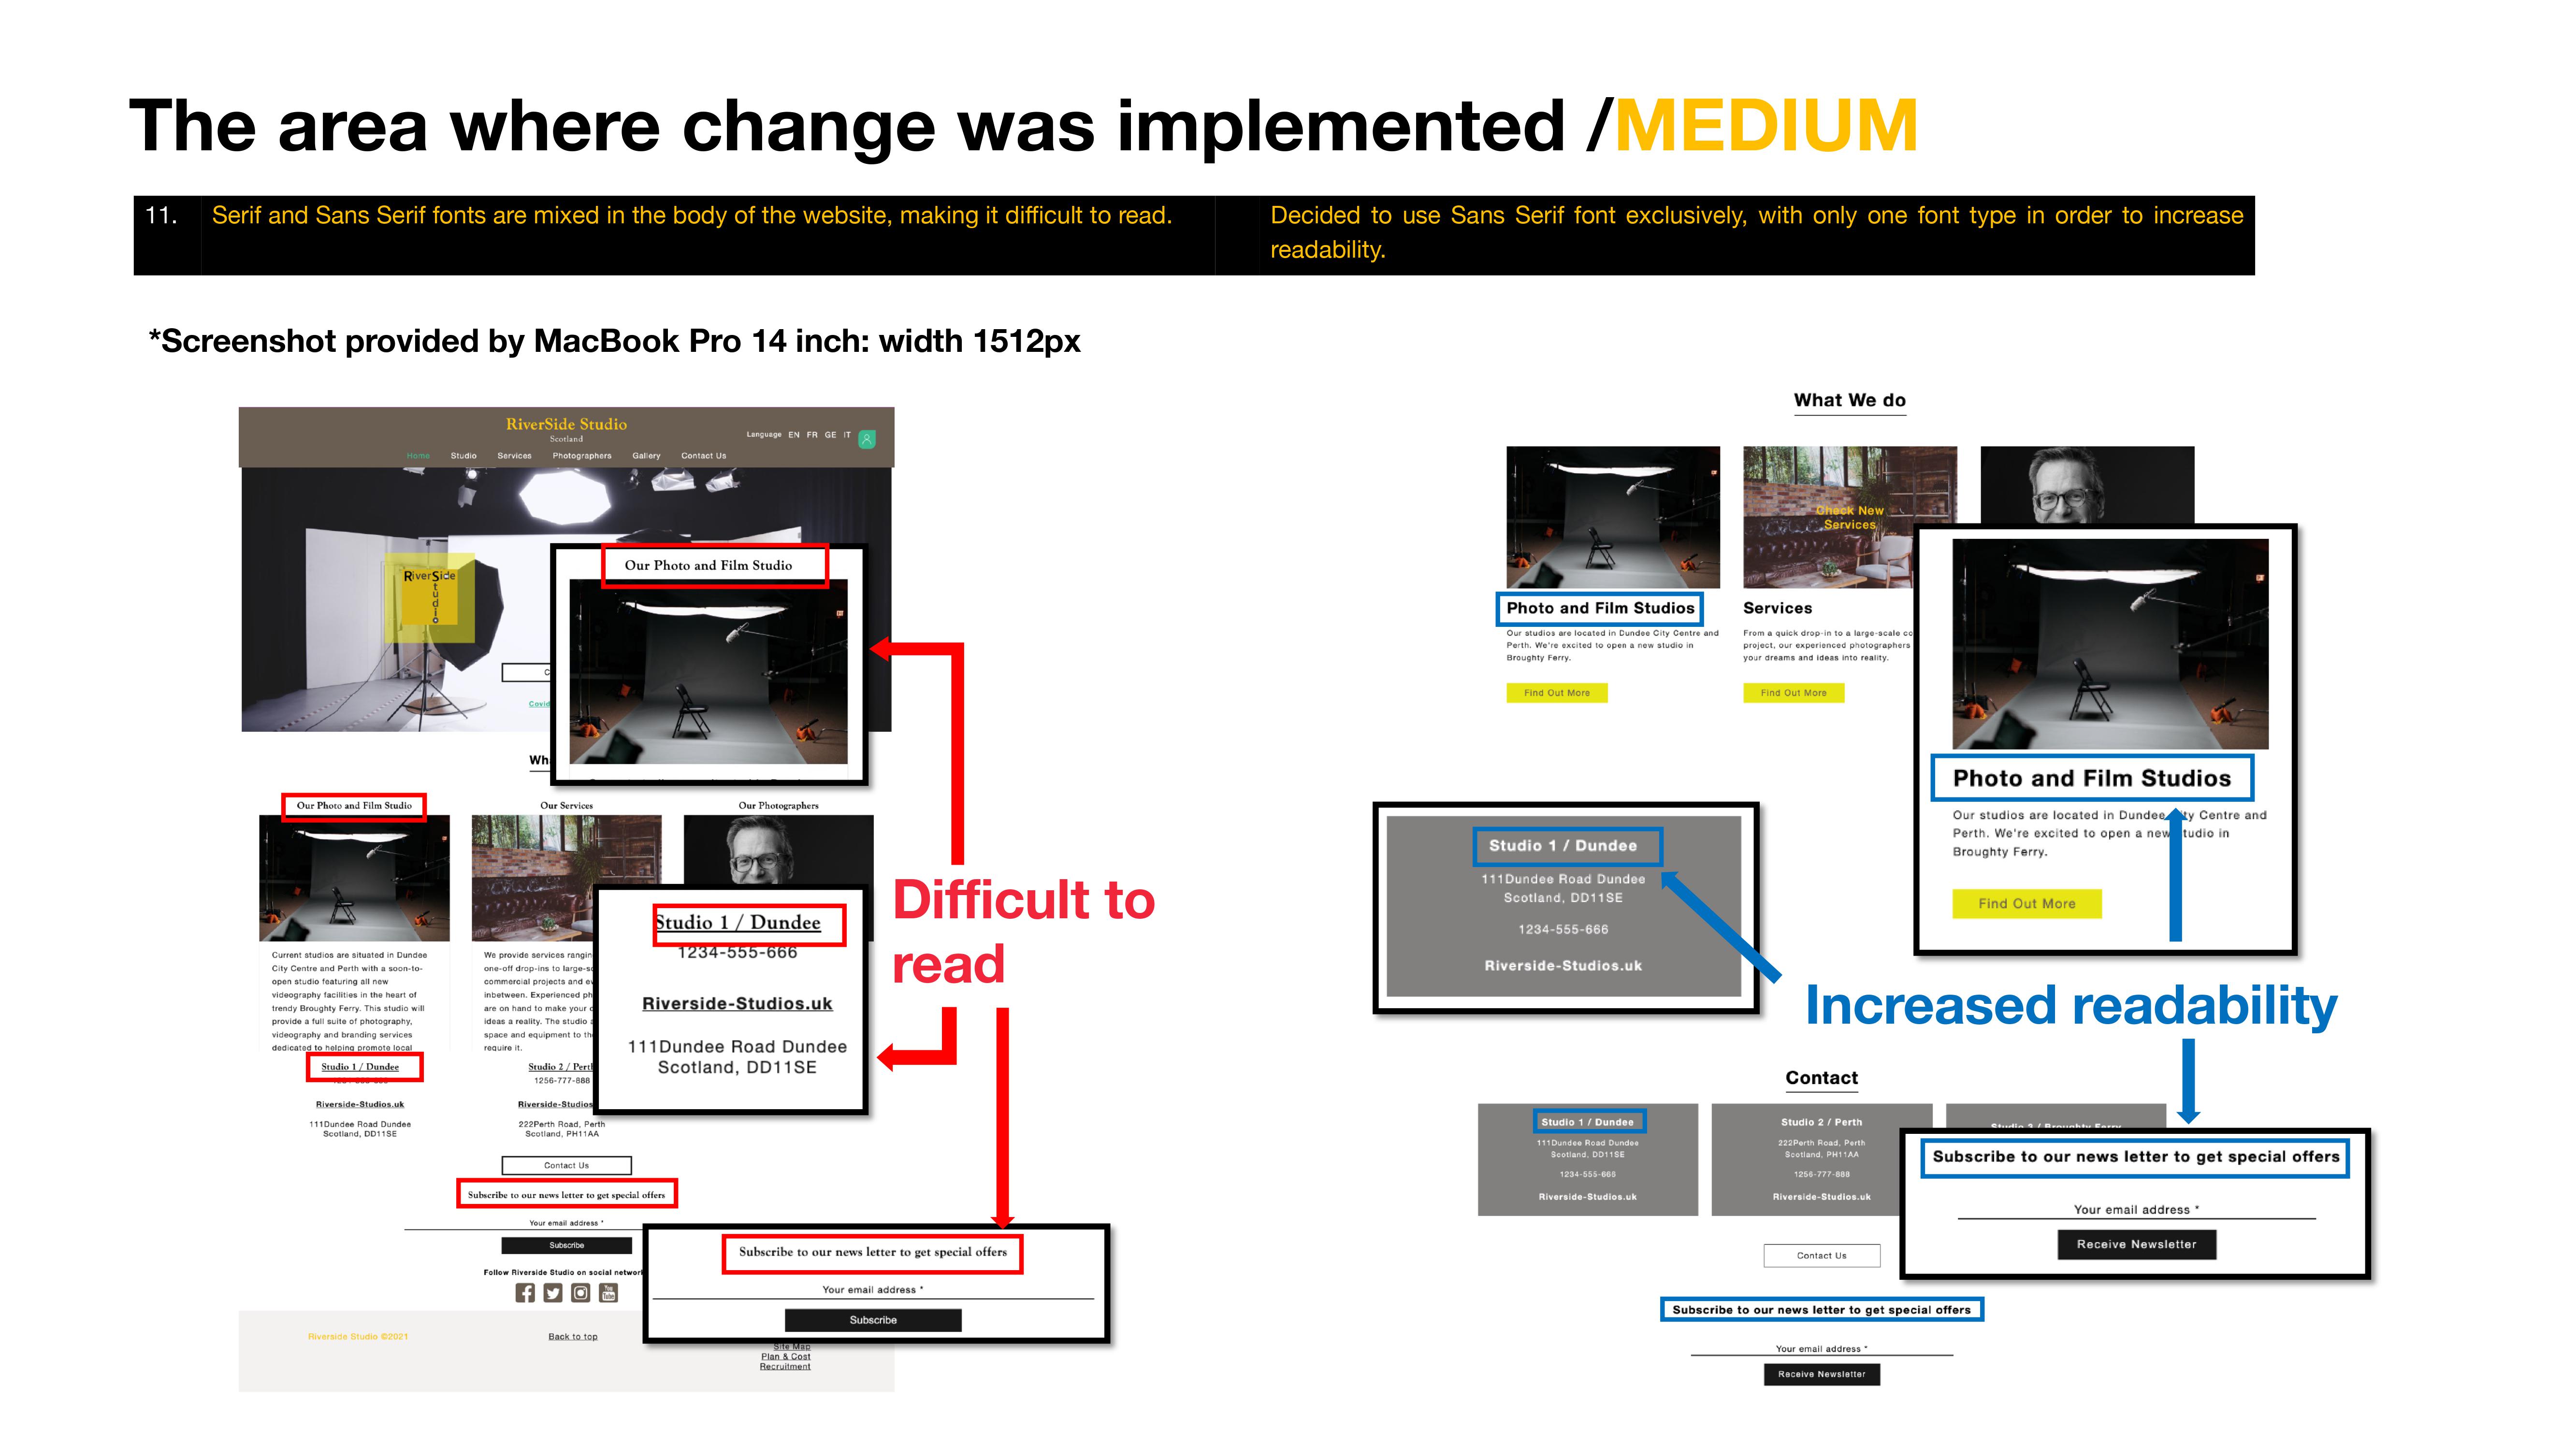 The area where change was implemented /MEDIUM
11.
Serif and Sans Serif fonts are mixed in the body of the website, making it difficult to read.
Decided to use Sans Serif font exclusively, with only one font type in order to increase
readability.
*Screenshot provided by MacBook Pro 14 inch: width 1512px
RiverSide Studio
Scotland
Language EN FR GE IT
Home Studio Services Photographers Gallery Contact Us
RiverSide
Studio
Our Photo and Film Studio
Covid
Our Photo and Film Studio
Our Services
Our Photographers
Current studios are situated in Dundee
City Centre and Perth with a soon-to-
open studio featuring all new
videography facilities in the heart of
trendy Broughty Ferry. This studio will
provide a full suite of photography,
videography and branding services
dedicated to helping promote local
We provide services
one-off drop-ins to
commercial projects and
inbetween. Experienced
are on hand to make your
ideas a reality. The studio
space and equipment to
require it.
Studio 1 / Dundee
1234-555-666
Riverside-Studios.uk
111Dundee Road Dundee
Scotland, DD11SE
Difficult to
read
Studio 1 / Dundee
Riverside-Studios.uk
111Dundee Road Dundee
Scotland, DD11SE
Studio 2 /
1256-777-888
Riverside-Studios
222Perth Road, Perth
Scotland, PH11AA
Contact Us
Subscribe to our news letter to get special offers
Your email address *
Subscribe
Follow Riverside Studio on social
You
Tube
Subscribe to our news letter to get special offers
Your email address *
Subscribe
Riverside Studio ©2021
Back to top
Site Map
Plan & Cost
Recruitment
What We do
Check New
Services
Photo and Film Studios
Our studios are located in Dundee City Centre and
Perth. We're excited to open a new studio in
Broughty Ferry.
Find Out More
Services
From a quick drop-in to a large-scale
project, our experienced photographers
your dreams and ideas into reality.
Find Out More
Photo and Film Studios
Our studios are located in Dundee Centre and
Perth. We're excited to open a new studio in
Broughty Ferry.
Find Out More
Studio 1 / Dundee
111Dundee Road Dundee
Scotland, DD11SE
1234-555-666
Riverside-Studios.uk
Increased readability
Contact
Studio 1 / Dundee
111Dundee Road Dundee
Scotland, DD11SE
1234-555-666
Riverside-Studios.uk
Studio 2 / Perth
222Perth Road, Perth
Scotland, PH11AA
1256-777-888
Riverside-Studios.uk
Studio 3 / Broughty Ferry
Subscribe to our news letter to get special offers
Your email address *
Receive Newsletter
Contact Us
Subscribe to our news letter to get special offers
Your email address *
Receive Newsletter